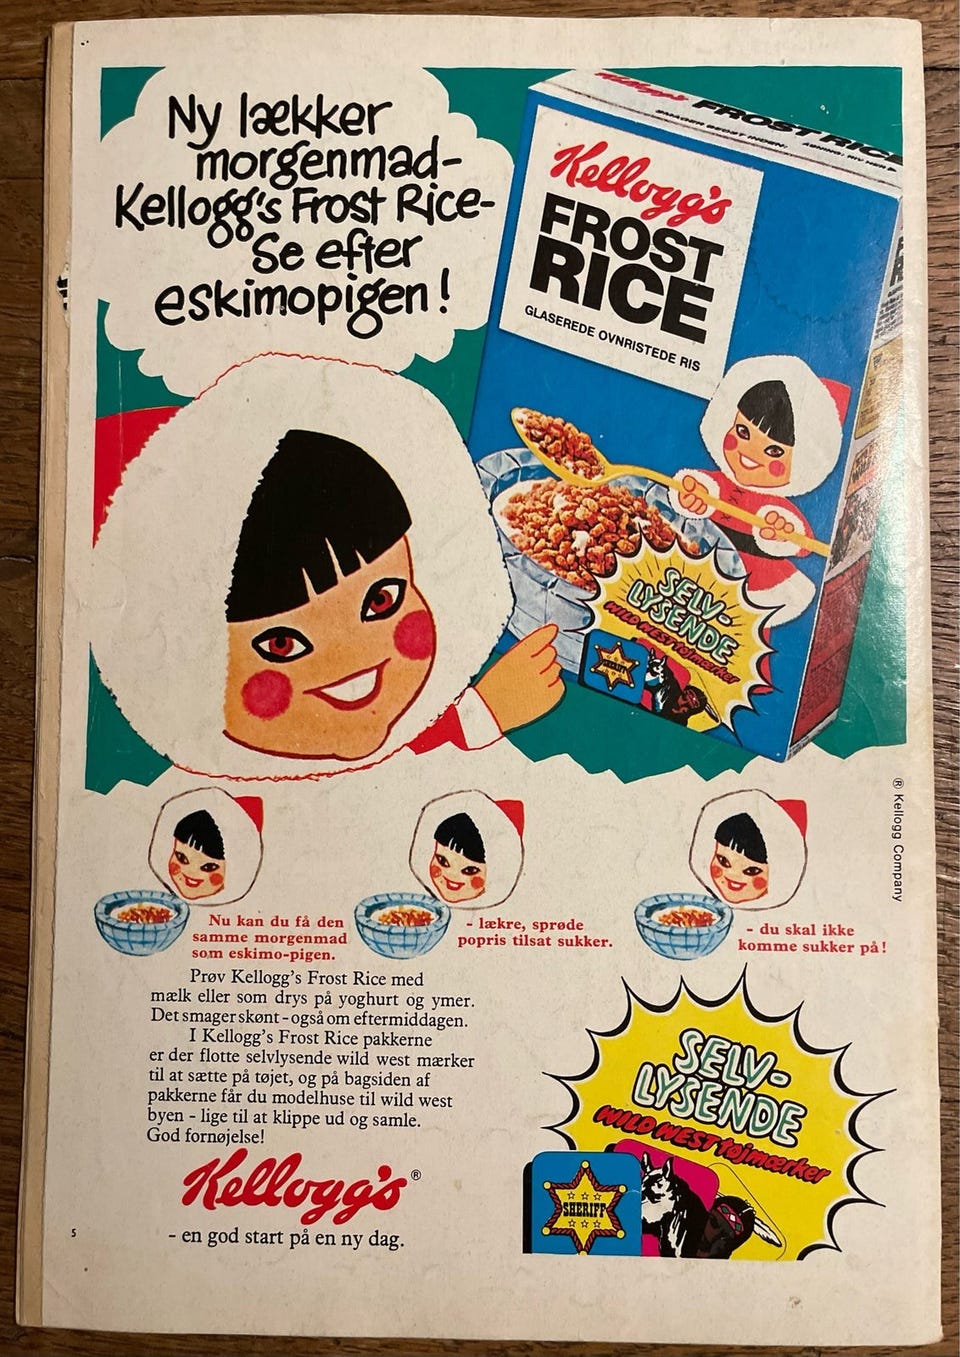 Ny lækker
morgenmad-
Kellogg's Frost Rice-
Se efter
eskimopigen!
Kellogg's FROST RICE
Kellogg's
FROST
RICE
GLASEREDE OVNRISTEDE RIS
SELV-
LYSENDE
WILD WEST tøjmærker
SHERIFF
® Kellogg Company
Nu kan du få den
samme morgenmad
som eskimo-pigen.
- lækre, sprøde
popris tilsat sukker.
- du skal ikke
komme sukker på!
Prøv Kellogg's Frost Rice med
mælk eller som drys på yoghurt og ymer.
Det smager skønt - også om eftermiddagen.
I Kellogg's Frost Rice pakkerne
er der flotte selvlysende wild west mærker
til at sætte på tøjet, og på bagsiden af
pakkerne får du modelhuse til wild west
byen - lige til at klippe ud og samle.
God fornøjelse!
Kellogg's®
- en god start på en ny dag.
SELV-
LYSENDE
WILD WEST tøjmærker
SHERIFF
5